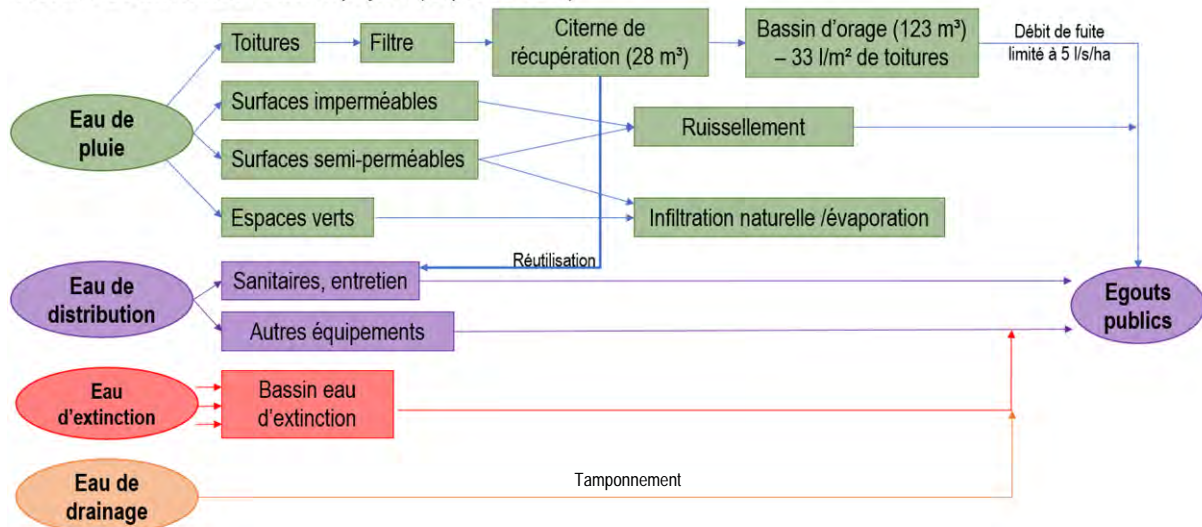 Toitures
Filtre
Citerne de
récupération (28 m³)
Bassin d'orage (123 m³)
– 33 l/m² de toitures
Débit de fuite
limité à 5 l/s/ha
Eau de
pluie
Surfaces imperméables
Surfaces semi-perméables
Ruissellement
Espaces verts
Infiltration naturelle /évaporation
Réutilisation
Eau de
distribution
Sanitaires, entretien
Autres équipements
Egouts
publics
Eau
d'extinction
Bassin eau
d'extinction
Eau de
drainage
Tamponnement